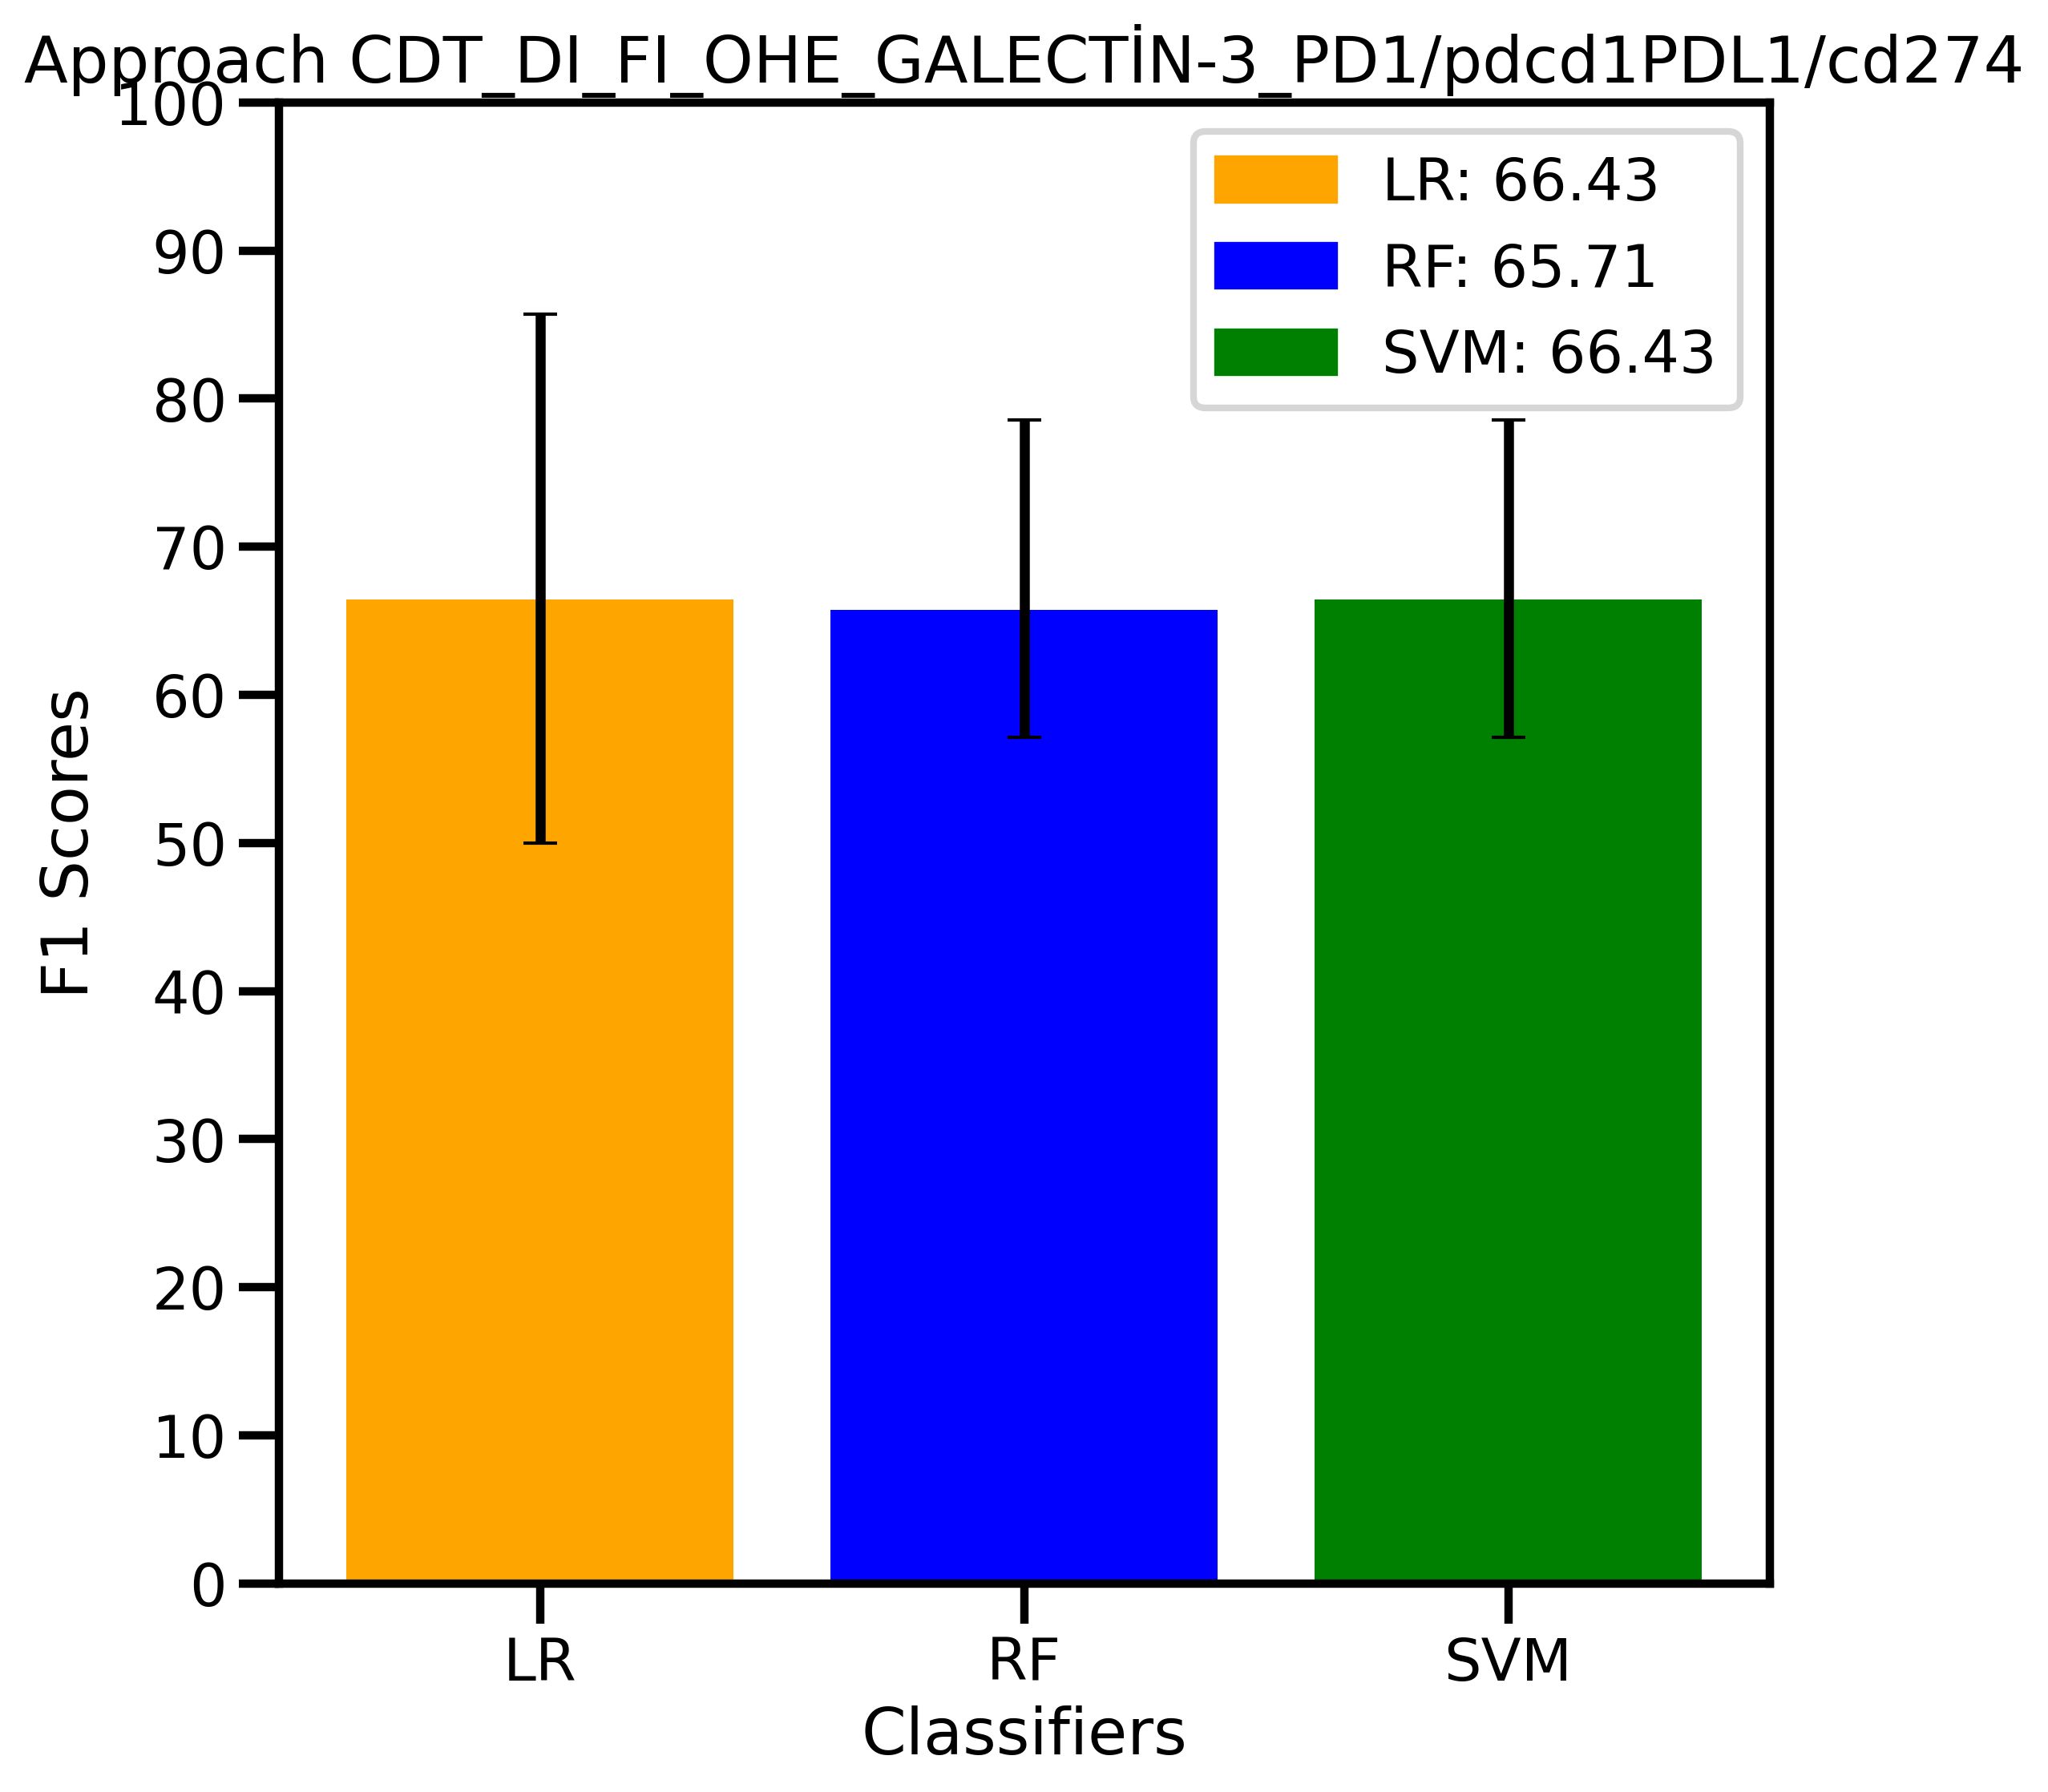 Approach CDT_DI_FI_OHE_GALECTİN-3_PD1/pdcd1PDL1/cd274
LR: 66.43
RF: 65.71
SVM: 66.43
100
90
80
70
60
50
40
30
20
10
0
F1 Scores
LR RF SVM
Classifiers